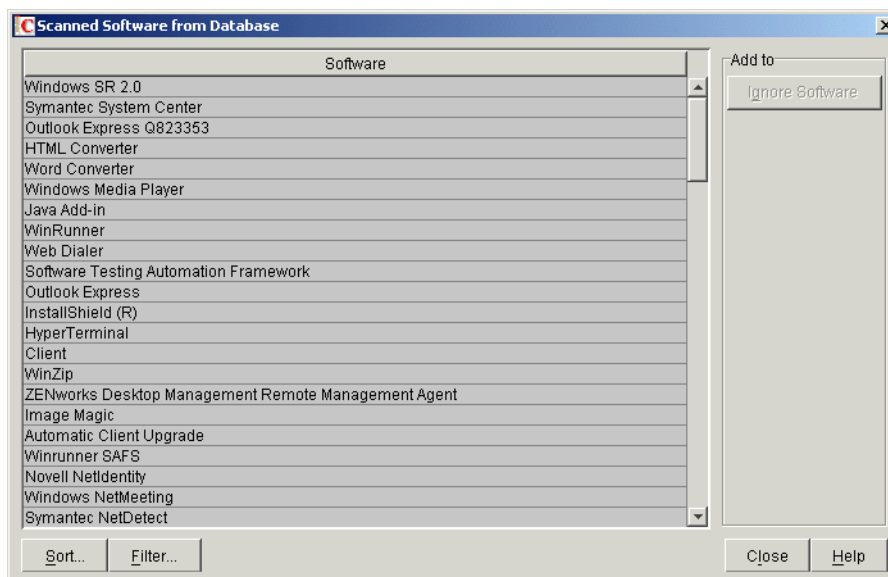 C Scanned Software from Database
Software
Windows SR 2.0
Symantec System Center
Outlook Express Q823353
HTML Converter
Word Converter
Windows Media Player
Java Add-in
WinRunner
Web Dialer
Software Testing Automation Framework
Outlook Express
InstallShield (R)
HyperTerminal
Client
WinZip
ZENworks Desktop Management Remote Management Agent
Image Magic
Automatic Client Upgrade
Winrunner SAFS
Novell NetIdentity
Windows NetMeeting
Symantec NetDetect
Add to
Ignore Software
Sort...
Filter...
Close
Help